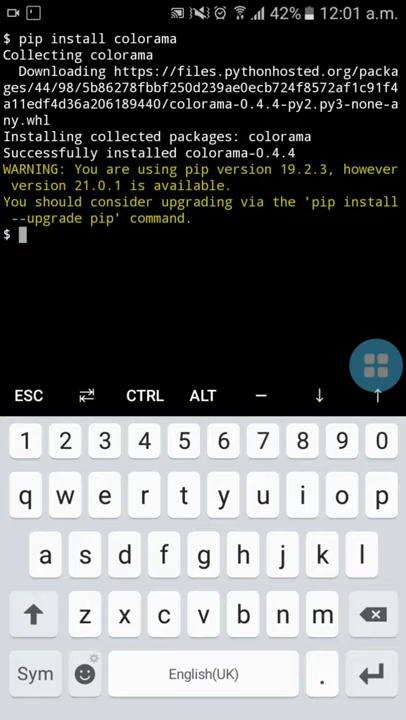 42% 12:01 a.m.
$ pip install colorama
Collecting colorama
Downloading https://files.pythonhosted.org/packa
ges/44/98/5b86278fbbf250d239ae0ecb724f8572af1c91f4
a11edf4d36a206189440/colorama-0.4.4-py2.py3-none-a
ny.whl
Installing collected packages: colorama
Successfully installed colorama-0.4.4
WARNING: You are using pip version 19.2.3, however
version 21.0.1 is available.
You should consider upgrading via the 'pip install
--upgrade pip' command.
$
ESC CTRL ALT – ↓ ↑
1 2 3 4 5 6 7 8 9 0
q w e r t y u i o p
a s d f g h j k l
z x c v b n m
Sym English(UK) .